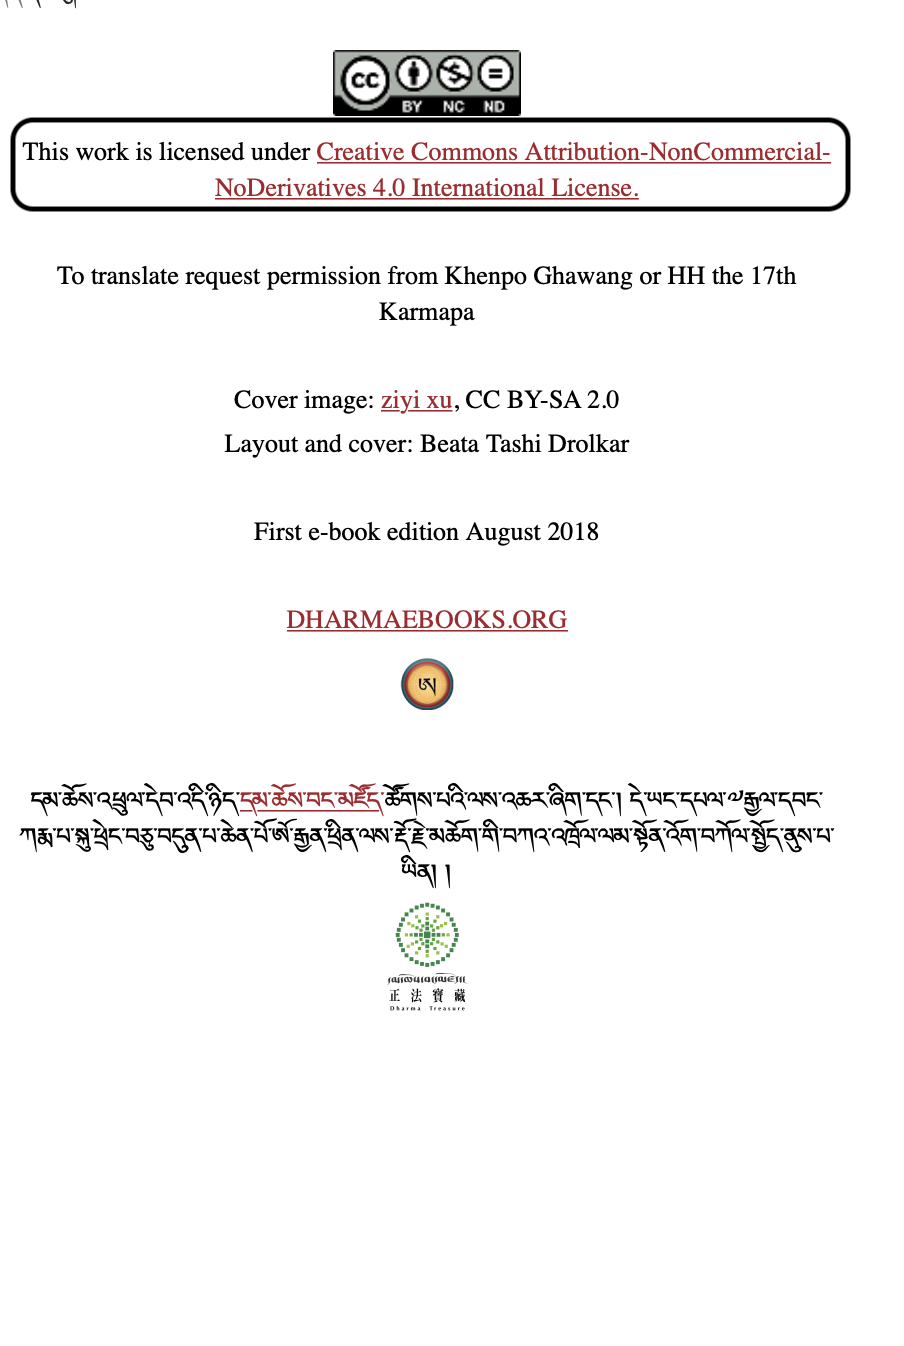 CC
BY NC ND
This work is licensed under Creative Commons Attribution-NonCommercial-
NoDerivatives 4.0 International License.
To translate request permission from Khenpo Ghawang or HH the 17th
Karmapa
Cover image: ziyi xu, CC BY-SA 2.0
Layout and cover: Beata Tashi Drolkar
First e-book edition August 2018
DHARMAEBOOKS.ORG
ཨ
དམ་ཆོས་འཕྲུལ་དེབ་འདི་ཉིད་དམ་ཆོས་བང་མཛོད་ཚོགས་པའི་ལས་འཆར་ཞིག་དང་། དེ་ཡང་དཔལ་༧རྒྱལ་དབང་
ཀརྨ་པ་སྐུ་ཕྲེང་བཅུ་བདུན་པ་ཆེན་པོ་ཨོ་རྒྱན་ཕྲིན་ལས་རྡོ་རྗེ་མཆོག་གི་བཀའ་འཁྲོལ་ལམ་སྟོན་འོག་བཀོལ་སྤྱོད་ནུས་པ་
ཡིན། །
正法寶藏
Dharma Treasure